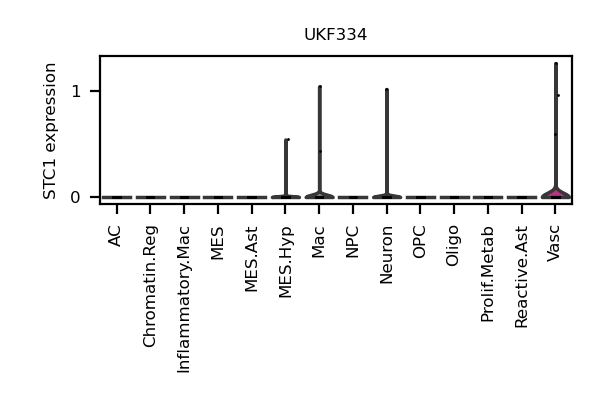 UKF334
STC1 expression
1
0
AC
Chromatin.Reg
Inflammatory.Mac
MES
MES.Ast
MES.Hyp
Mac
NPC
Neuron
OPC
Oligo
Prolif.Metab
Reactive.Ast
Vasc